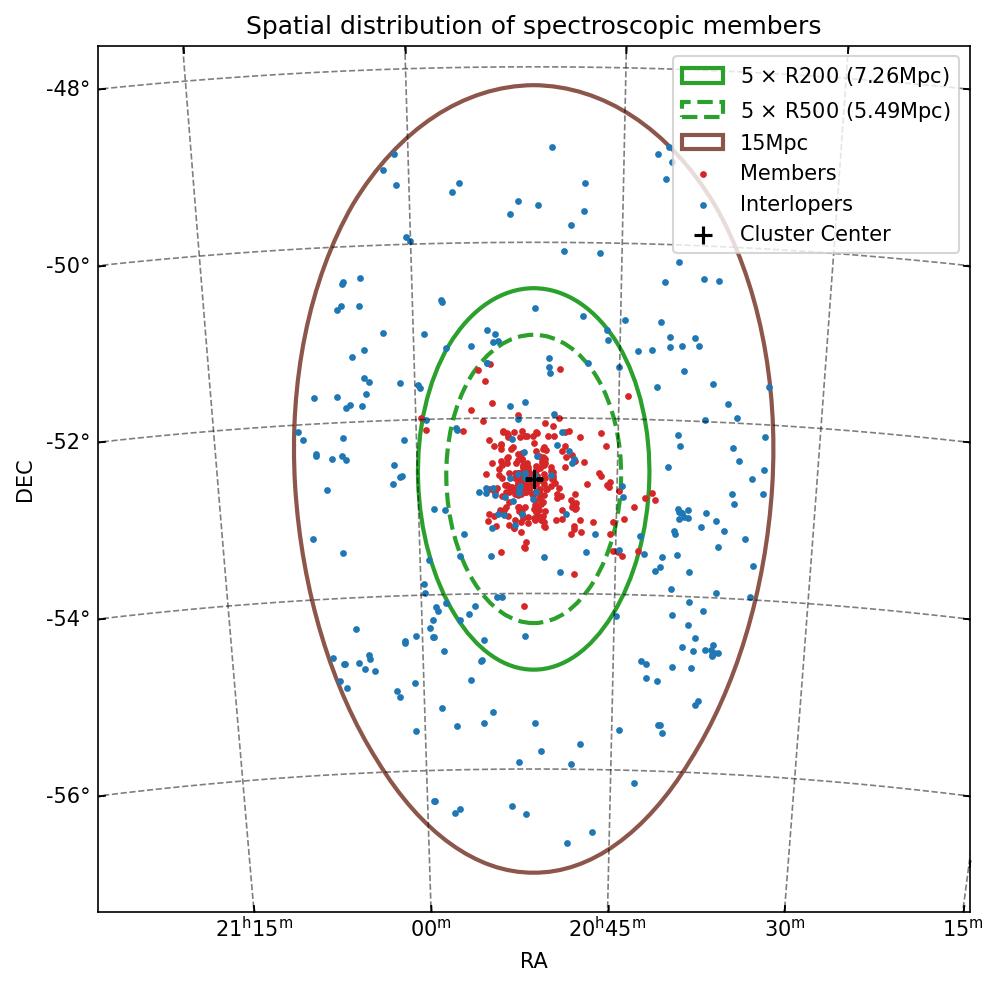 Spatial distribution of spectroscopic members
5 × R200 (7.26Mpc)
5 × R500 (5.49Mpc)
15Mpc
Members
Interlopers
Cluster Center
-48°
-50°
-52°
-54°
-56°
DEC
21ʰ15ᵐ
00ᵐ
20ʰ45ᵐ
30ᵐ
15ᵐ
RA